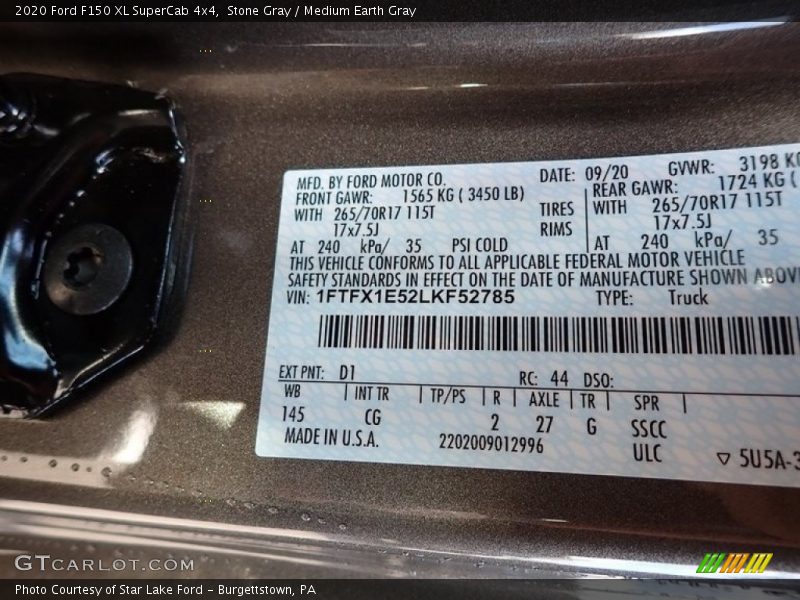 2020 Ford F150 XL SuperCab 4x4, Stone Gray / Medium Earth Gray
MFD. BY FORD MOTOR CO. DATE: 09/20 GVWR: 3198 KG
FRONT GAWR: 1565 KG ( 3450 LB) REAR GAWR: 1724 KG (
WITH 265/70R17 115T TIRES WITH 265/70R17 115T
17x7.5J RIMS 17x7.5J
AT 240 kPa/ 35 PSI COLD AT 240 kPa/ 35
THIS VEHICLE CONFORMS TO ALL APPLICABLE FEDERAL MOTOR VEHICLE
SAFETY STANDARDS IN EFFECT ON THE DATE OF MANUFACTURE SHOWN ABOVE
VIN: 1FTFX1E52LKF52785 TYPE: Truck
EXT PNT: D1 RC: 44 DSO:
WB INT TR TP/PS R AXLE TR SPR
145 CG 2 27 G SSCC
MADE IN U.S.A. 2202009012996 ULC ▽ 5U5A-3
GTCARLOT.COM
Photo Courtesy of Star Lake Ford - Burgettstown, PA